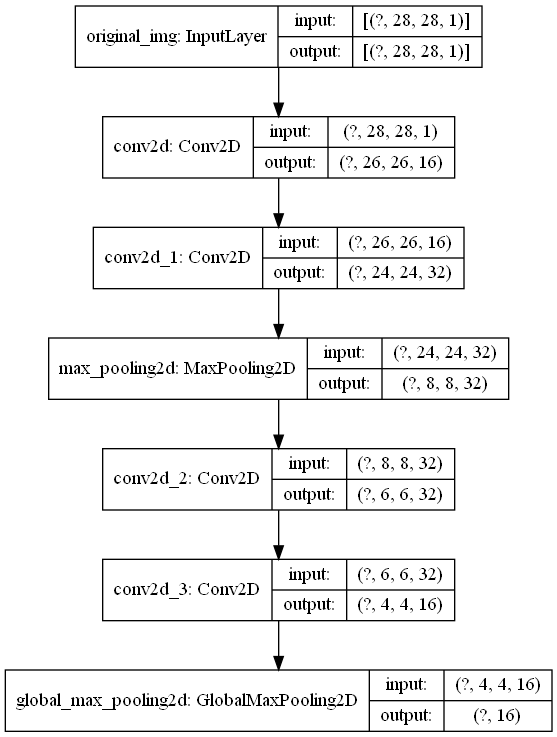 original_img: InputLayer
input: [(?, 28, 28, 1)]
output: [(?, 28, 28, 1)]
conv2d: Conv2D
input: (?, 28, 28, 1)
output: (?, 26, 26, 16)
conv2d_1: Conv2D
input: (?, 26, 26, 16)
output: (?, 24, 24, 32)
max_pooling2d: MaxPooling2D
input: (?, 24, 24, 32)
output: (?, 8, 8, 32)
conv2d_2: Conv2D
input: (?, 8, 8, 32)
output: (?, 6, 6, 32)
conv2d_3: Conv2D
input: (?, 6, 6, 32)
output: (?, 4, 4, 16)
global_max_pooling2d: GlobalMaxPooling2D
input: (?, 4, 4, 16)
output: (?, 16)